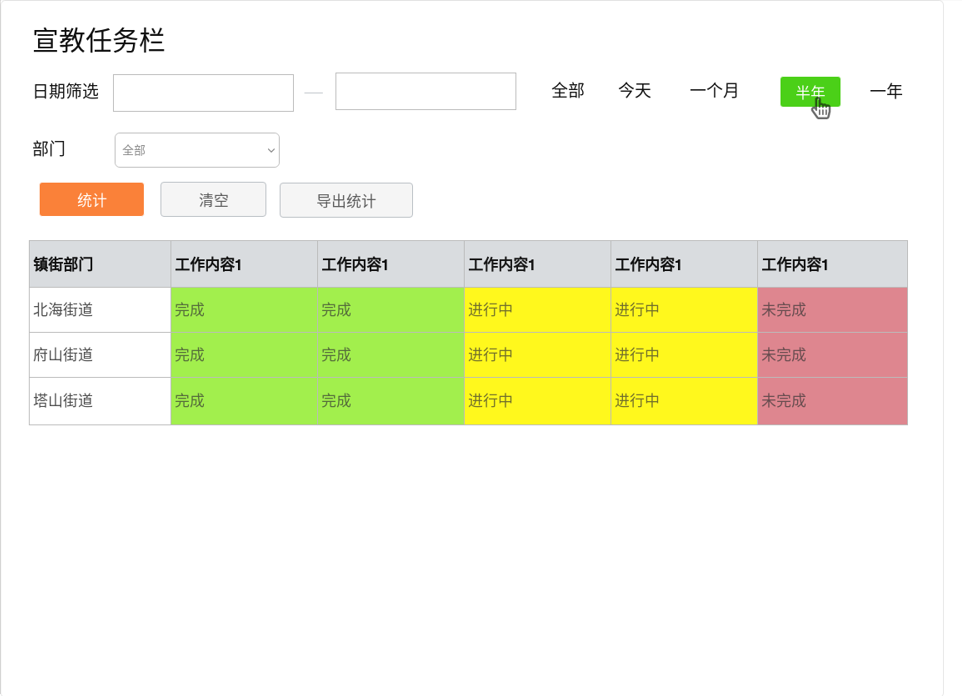 宣教任务栏
日期筛选 — 全部 今天 一个月 半年 一年
部门 全部
统计 清空 导出统计
镇街部门 工作内容1 工作内容1 工作内容1 工作内容1 工作内容1
北海街道 完成 完成 进行中 进行中 未完成
府山街道 完成 完成 进行中 进行中 未完成
塔山街道 完成 完成 进行中 进行中 未完成